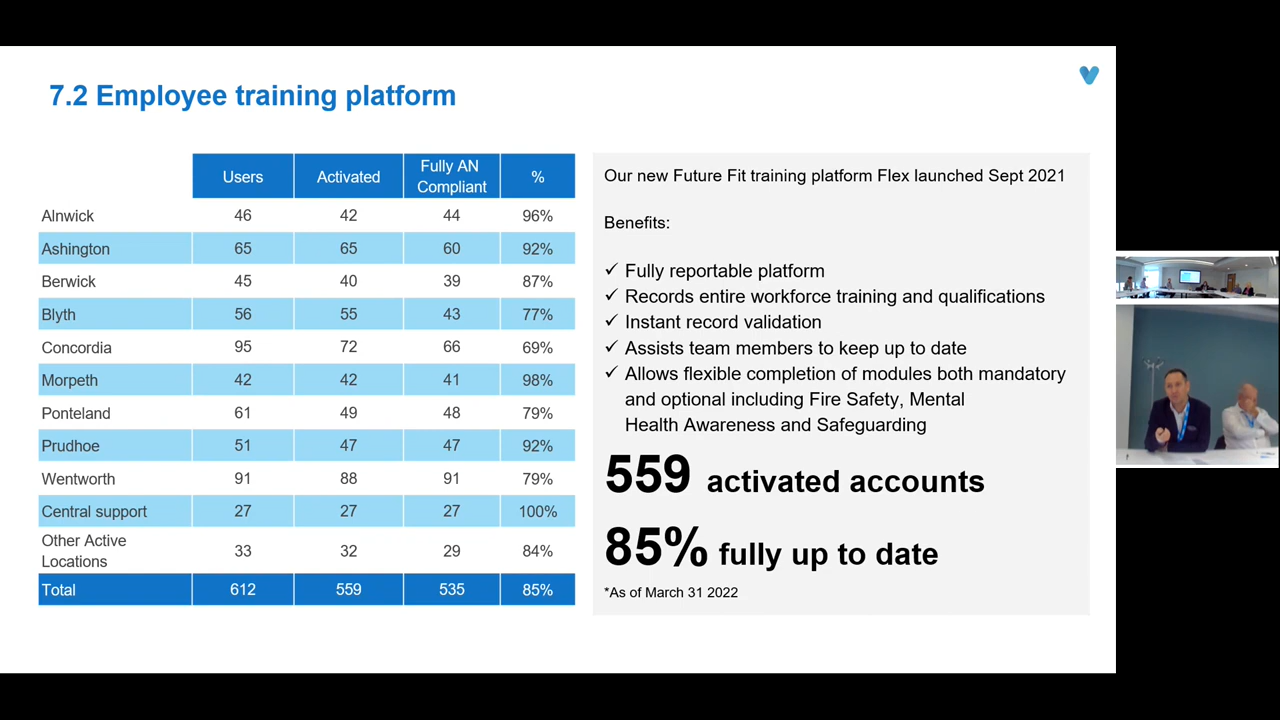 7.2 Employee training platform
Users Activated Fully AN Compliant %
Alnwick 46 42 44 96%
Ashington 65 65 60 92%
Berwick 45 40 39 87%
Blyth 56 55 43 77%
Concordia 95 72 66 69%
Morpeth 42 42 41 98%
Ponteland 61 49 48 79%
Prudhoe 51 47 47 92%
Wentworth 91 88 91 79%
Central support 27 27 27 100%
Other Active Locations 33 32 29 84%
Total 612 559 535 85%
Our new Future Fit training platform Flex launched Sept 2021
Benefits:
✓ Fully reportable platform
✓ Records entire workforce training and qualifications
✓ Instant record validation
✓ Assists team members to keep up to date
✓ Allows flexible completion of modules both mandatory
and optional including Fire Safety, Mental
Health Awareness and Safeguarding
559 activated accounts
85% fully up to date
*As of March 31 2022